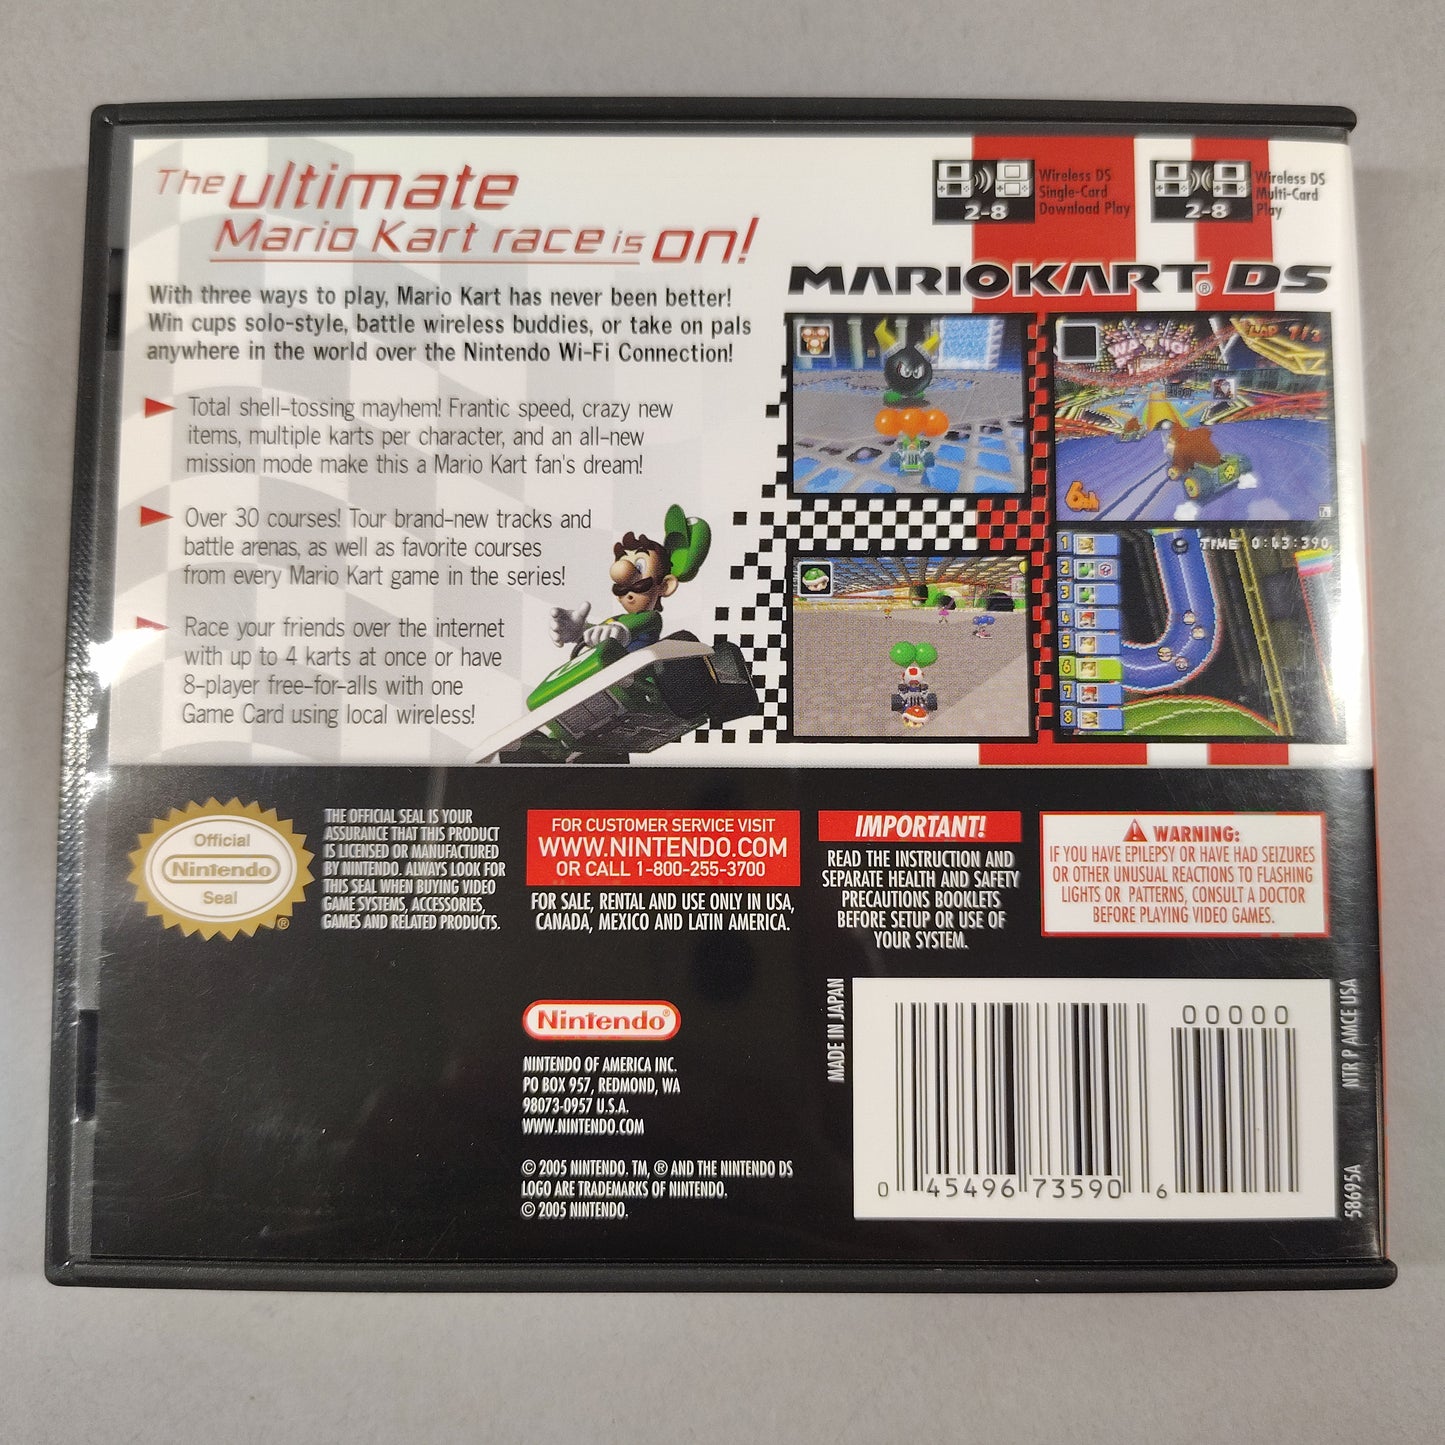 The ultimate
Mario Kart race is on!
With three ways to play, Mario Kart has never been better!
Win cups solo-style, battle wireless buddies, or take on pals
anywhere in the world over the Nintendo Wi-Fi Connection!
Total shell-tossing mayhem! Frantic speed, crazy new
items, multiple karts per character, and an all-new
mission mode make this a Mario Kart fan's dream!
Over 30 courses! Tour brand-new tracks and
battle arenas, as well as favorite courses
from every Mario Kart game in the series!
Race your friends over the internet
with up to 4 karts at once or have
8-player free-for-alls with one
Game Card using local wireless!
2-8
Wireless DS
Single-Card
Download Play
2-8
Wireless DS
Multi-Card
Play
MARIOKART® DS
LAP 1/3
6th
TIME 0:43:390
1
2
3
4
5
6
7
8
Official
Nintendo
Seal
®
THE OFFICIAL SEAL IS YOUR
ASSURANCE THAT THIS PRODUCT
IS LICENSED OR MANUFACTURED
BY NINTENDO. ALWAYS LOOK FOR
THIS SEAL WHEN BUYING VIDEO
GAME SYSTEMS, ACCESSORIES,
GAMES AND RELATED PRODUCTS.
FOR CUSTOMER SERVICE VISIT
WWW.NINTENDO.COM
OR CALL 1-800-255-3700
FOR SALE, RENTAL AND USE ONLY IN USA,
CANADA, MEXICO AND LATIN AMERICA.
IMPORTANT!
READ THE INSTRUCTION AND
SEPARATE HEALTH AND SAFETY
PRECAUTIONS BOOKLETS
BEFORE SETUP OR USE OF
YOUR SYSTEM.
WARNING:
IF YOU HAVE EPILEPSY OR HAVE HAD SEIZURES
OR OTHER UNUSUAL REACTIONS TO FLASHING
LIGHTS OR PATTERNS, CONSULT A DOCTOR
BEFORE PLAYING VIDEO GAMES.
Nintendo®
NINTENDO OF AMERICA INC.
PO BOX 957, REDMOND, WA
98073-0957 U.S.A.
WWW.NINTENDO.COM
© 2005 NINTENDO. TM, ® AND THE NINTENDO DS
LOGO ARE TRADEMARKS OF NINTENDO.
© 2005 NINTENDO.
MADE IN JAPAN
00000
0 45496 73590 6
NTR P AMCE USA
58695A